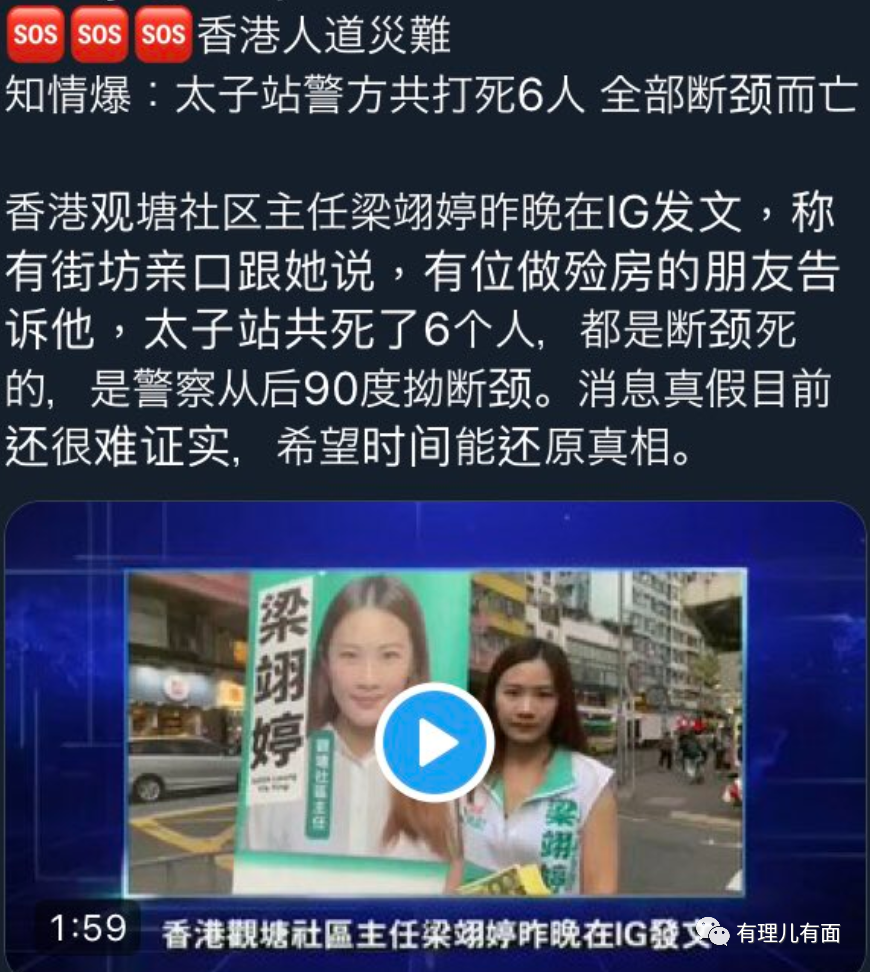 SOS SOS SOS 香港人道災難
知情爆：太子站警方共打死6人 全部断颈而亡
香港观塘社区主任梁翊婷昨晚在IG发文，称
有街坊亲口跟她说，有位做殓房的朋友告
诉他，太子站共死了6个人，都是断颈死
的，是警察从后90度拗断颈。消息真假目前
还很难证实，希望时间能还原真相。
梁翊婷
觀塘社區主任
梁翊婷
1:59
香港觀塘社區主任梁翊婷昨晚在IG發文
有理儿有面